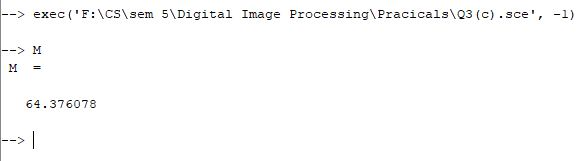 --> exec('F:\CS\sem 5\Digital Image Processing\Pracicals\Q3(c).sce', -1)
--> M
M  =
64.376078
-->